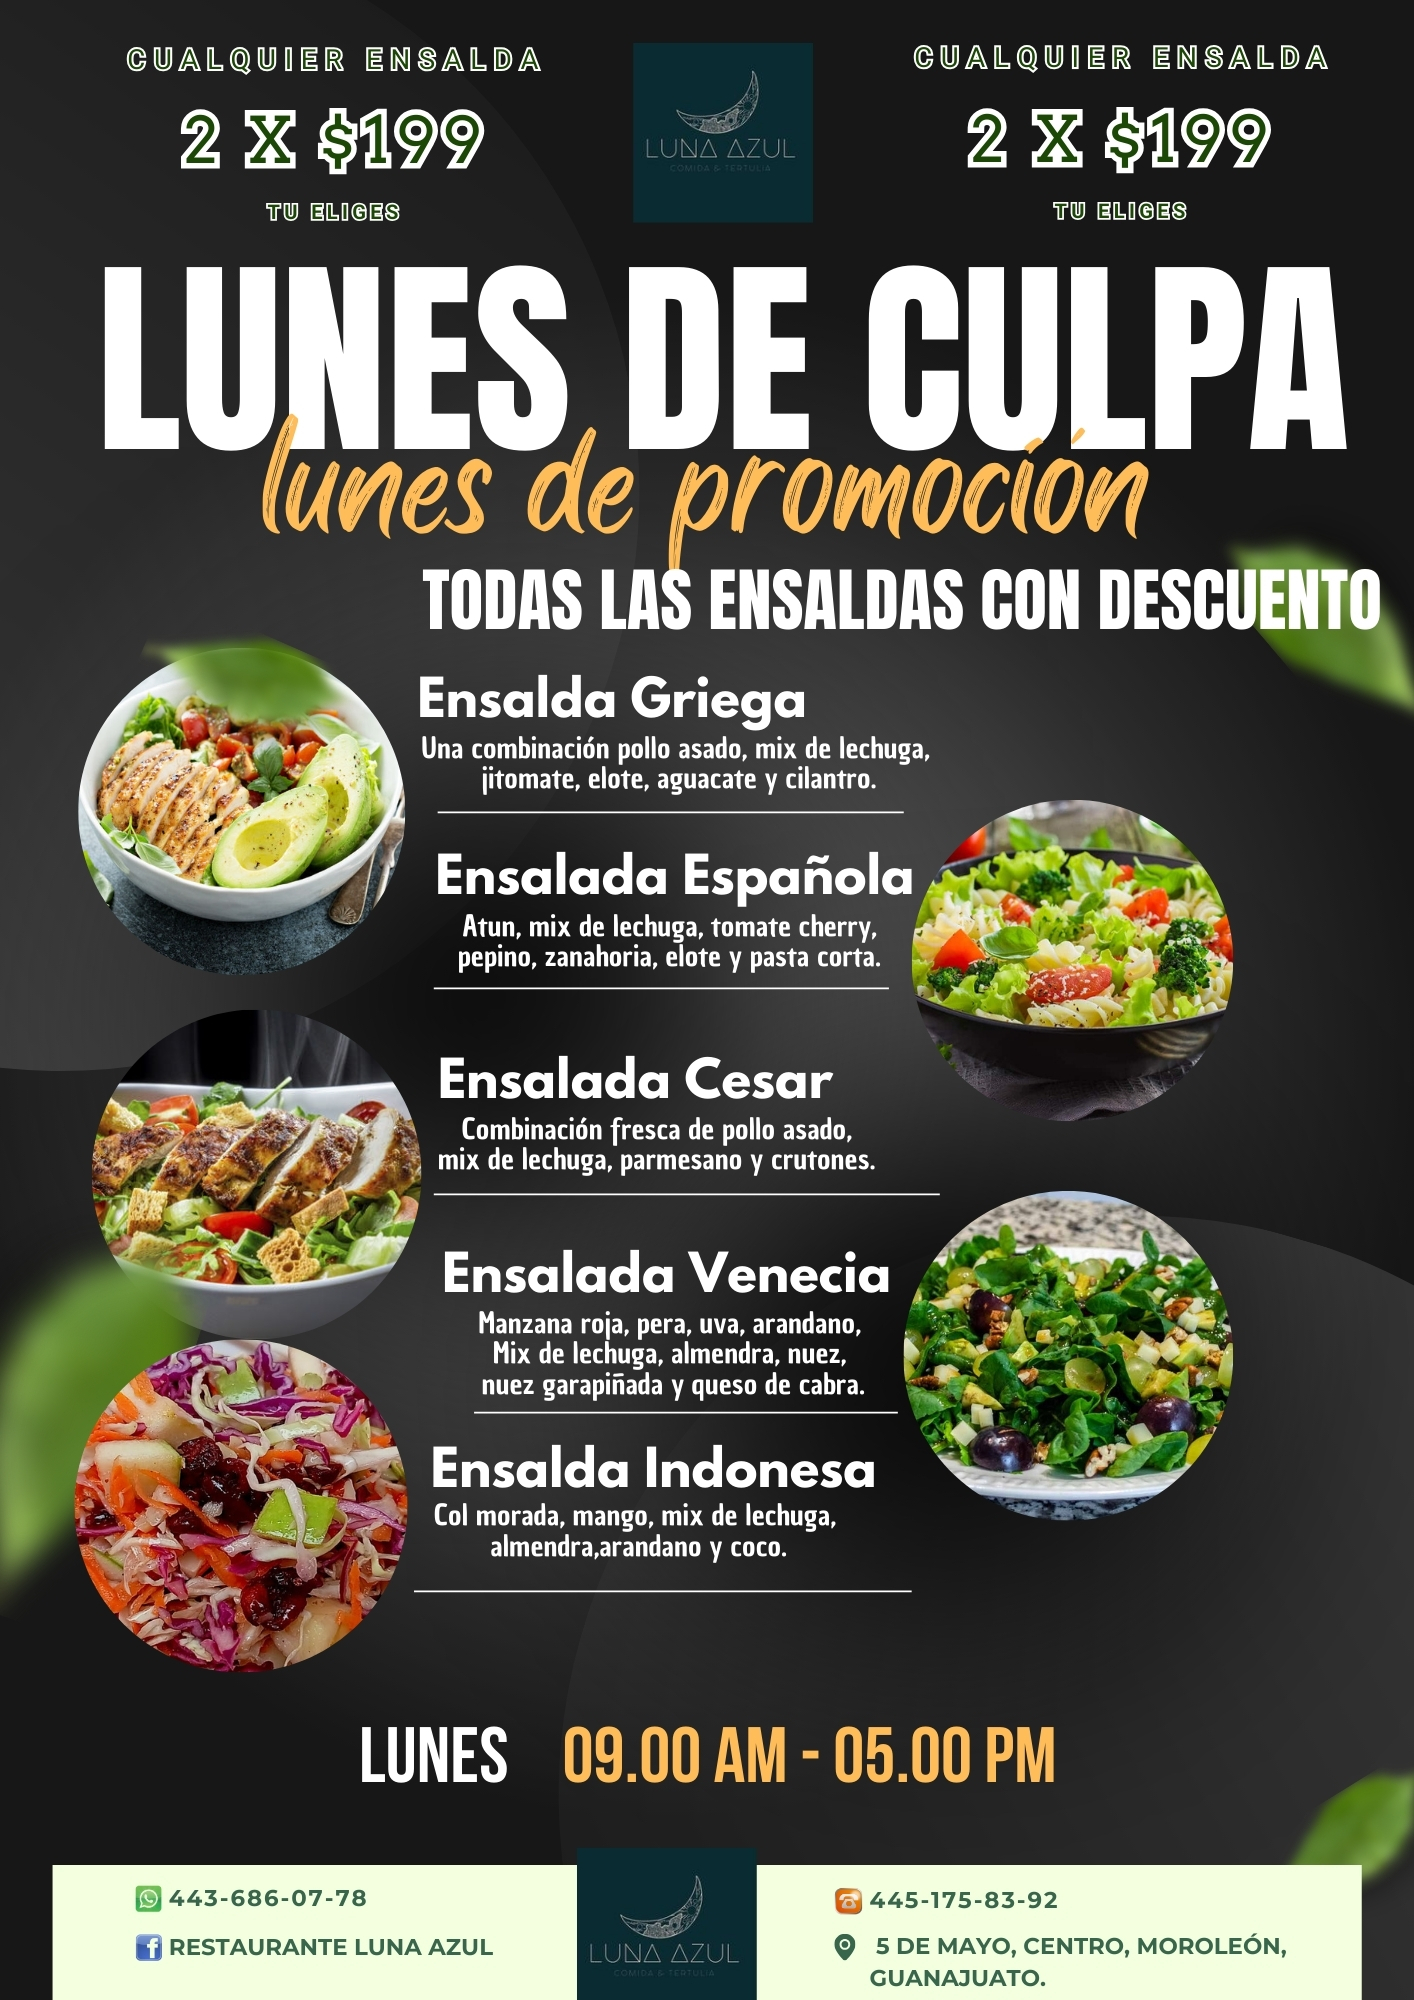 CUALQUIER ENSALDA
2 X $199
TU ELIGES
LUNA AZUL
COMIDA & TERTULIA
CUALQUIER ENSALDA
2 X $199
TU ELIGES
LUNES DE CULPA
lunes de promoción
TODAS LAS ENSALDAS CON DESCUENTO
Ensalda Griega
Una combinación pollo asado, mix de lechuga,
jitomate, elote, aguacate y cilantro.
Ensalada Española
Atun, mix de lechuga, tomate cherry,
pepino, zanahoria, elote y pasta corta.
Ensalada Cesar
Combinación fresca de pollo asado,
mix de lechuga, parmesano y crutones.
Ensalada Venecia
Manzana roja, pera, uva, arandano,
Mix de lechuga, almendra, nuez,
nuez garapiñada y queso de cabra.
Ensalda Indonesa
Col morada, mango, mix de lechuga,
almendra,arandano y coco.
LUNES 09.00 AM - 05.00 PM
443-686-07-78
RESTAURANTE LUNA AZUL
LUNA AZUL
COMIDA & TERTULIA
445-175-83-92
5 DE MAYO, CENTRO, MOROLEÓN,
GUANAJUATO.